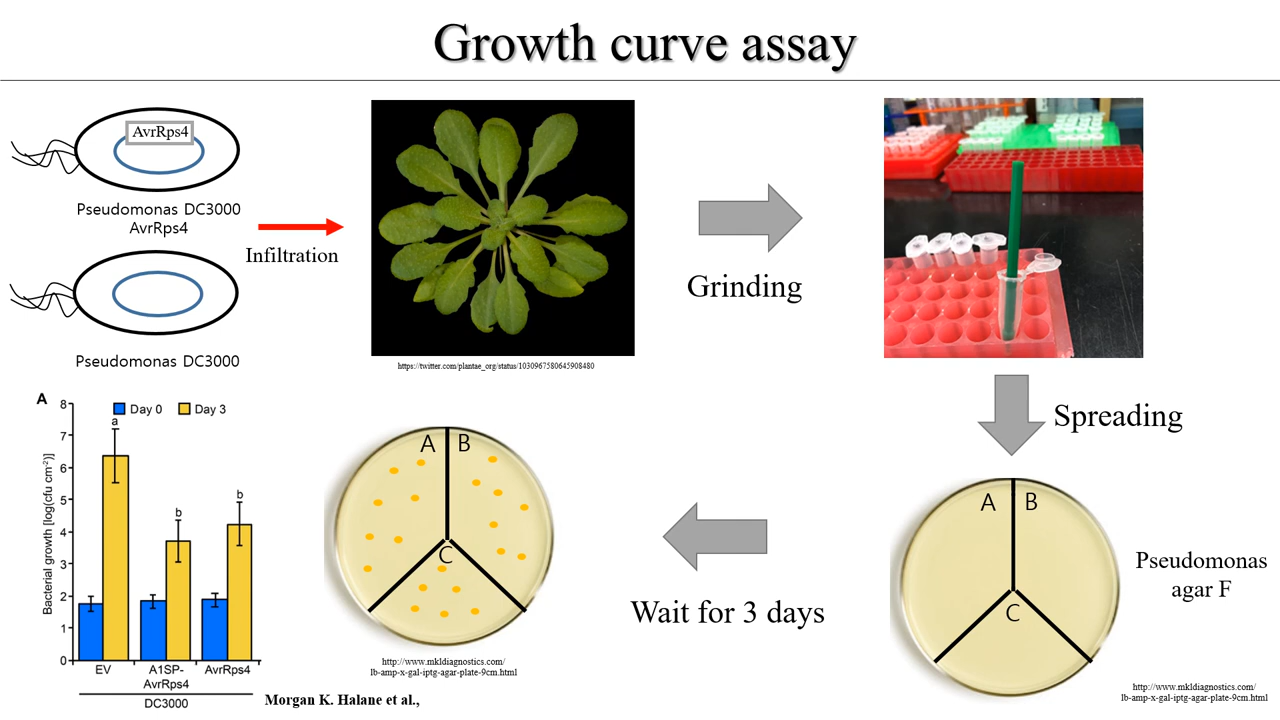 Growth curve assay
AvrRps4
Pseudomonas DC3000
AvrRps4
Infiltration
Pseudomonas DC3000
https://twitter.com/plantae_org/status/1030967580645908480
Grinding
Spreading
A B
C
Pseudomonas
agar F
http://www.mkldiagnostics.com/
lb-amp-x-gal-iptg-agar-plate-9cm.html
Wait for 3 days
A B
C
http://www.mkldiagnostics.com/
lb-amp-x-gal-iptg-agar-plate-9cm.html
A
Day 0 Day 3
Bacterial growth [log(cfu cm-2)]
8
7
6
5
4
3
2
1
0
a
b
b
EV
A1SP-
AvrRps4
AvrRps4
DC3000
Morgan K. Halane et al.,